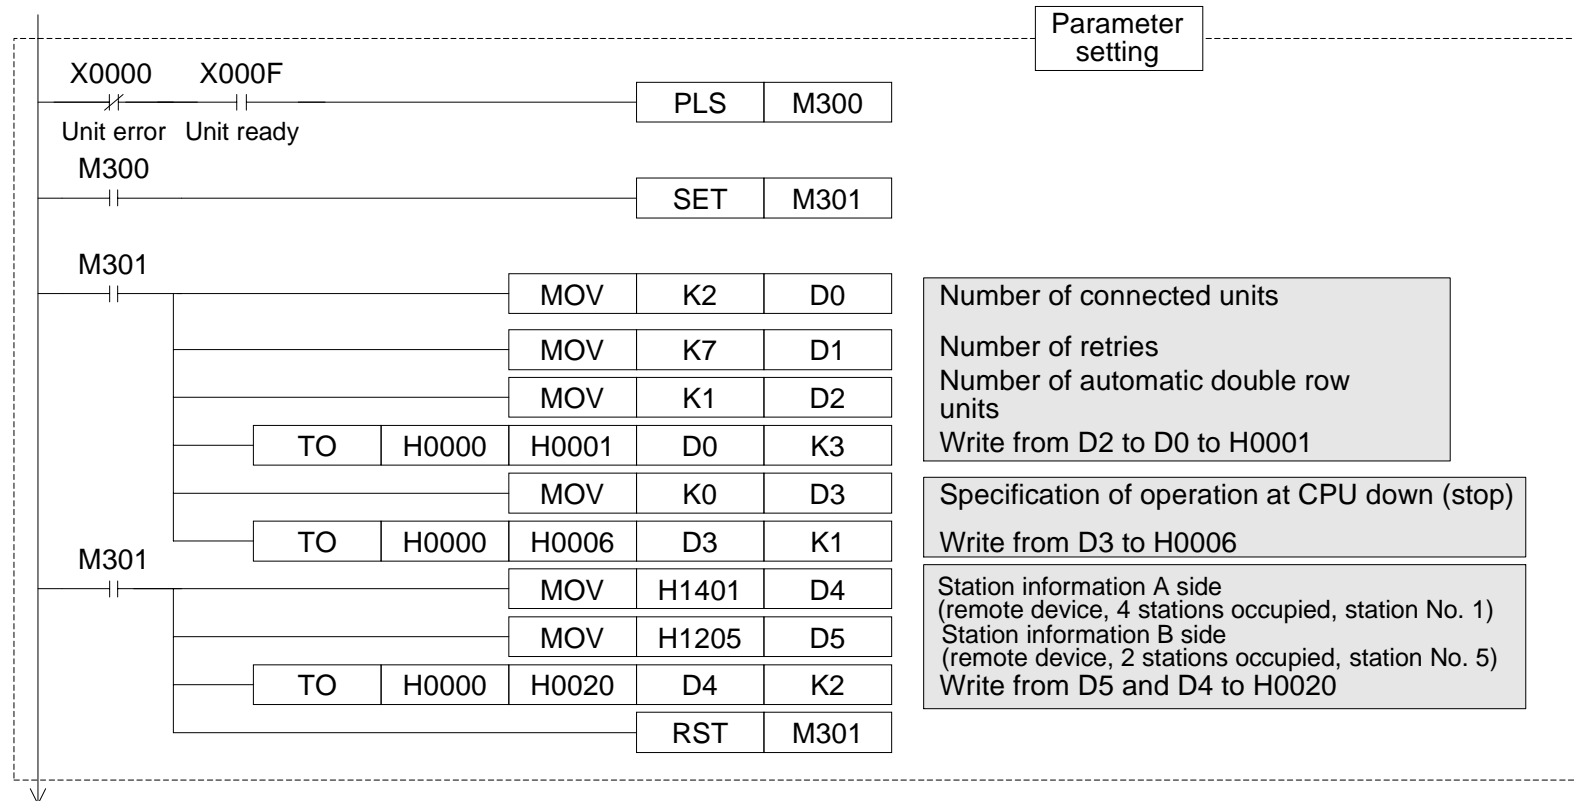 Parameter
setting
X0000 X000F
PLS M300
Unit error Unit ready
M300
SET M301
M301
MOV K2 D0 Number of connected units
MOV K7 D1 Number of retries
MOV K1 D2 Number of automatic double row
units
TO H0000 H0001 D0 K3 Write from D2 to D0 to H0001
MOV K0 D3 Specification of operation at CPU down (stop)
TO H0000 H0006 D3 K1 Write from D3 to H0006
M301
MOV H1401 D4 Station information A side
(remote device, 4 stations occupied, station No. 1)
MOV H1205 D5 Station information B side
(remote device, 2 stations occupied, station No. 5)
TO H0000 H0020 D4 K2 Write from D5 and D4 to H0020
RST M301